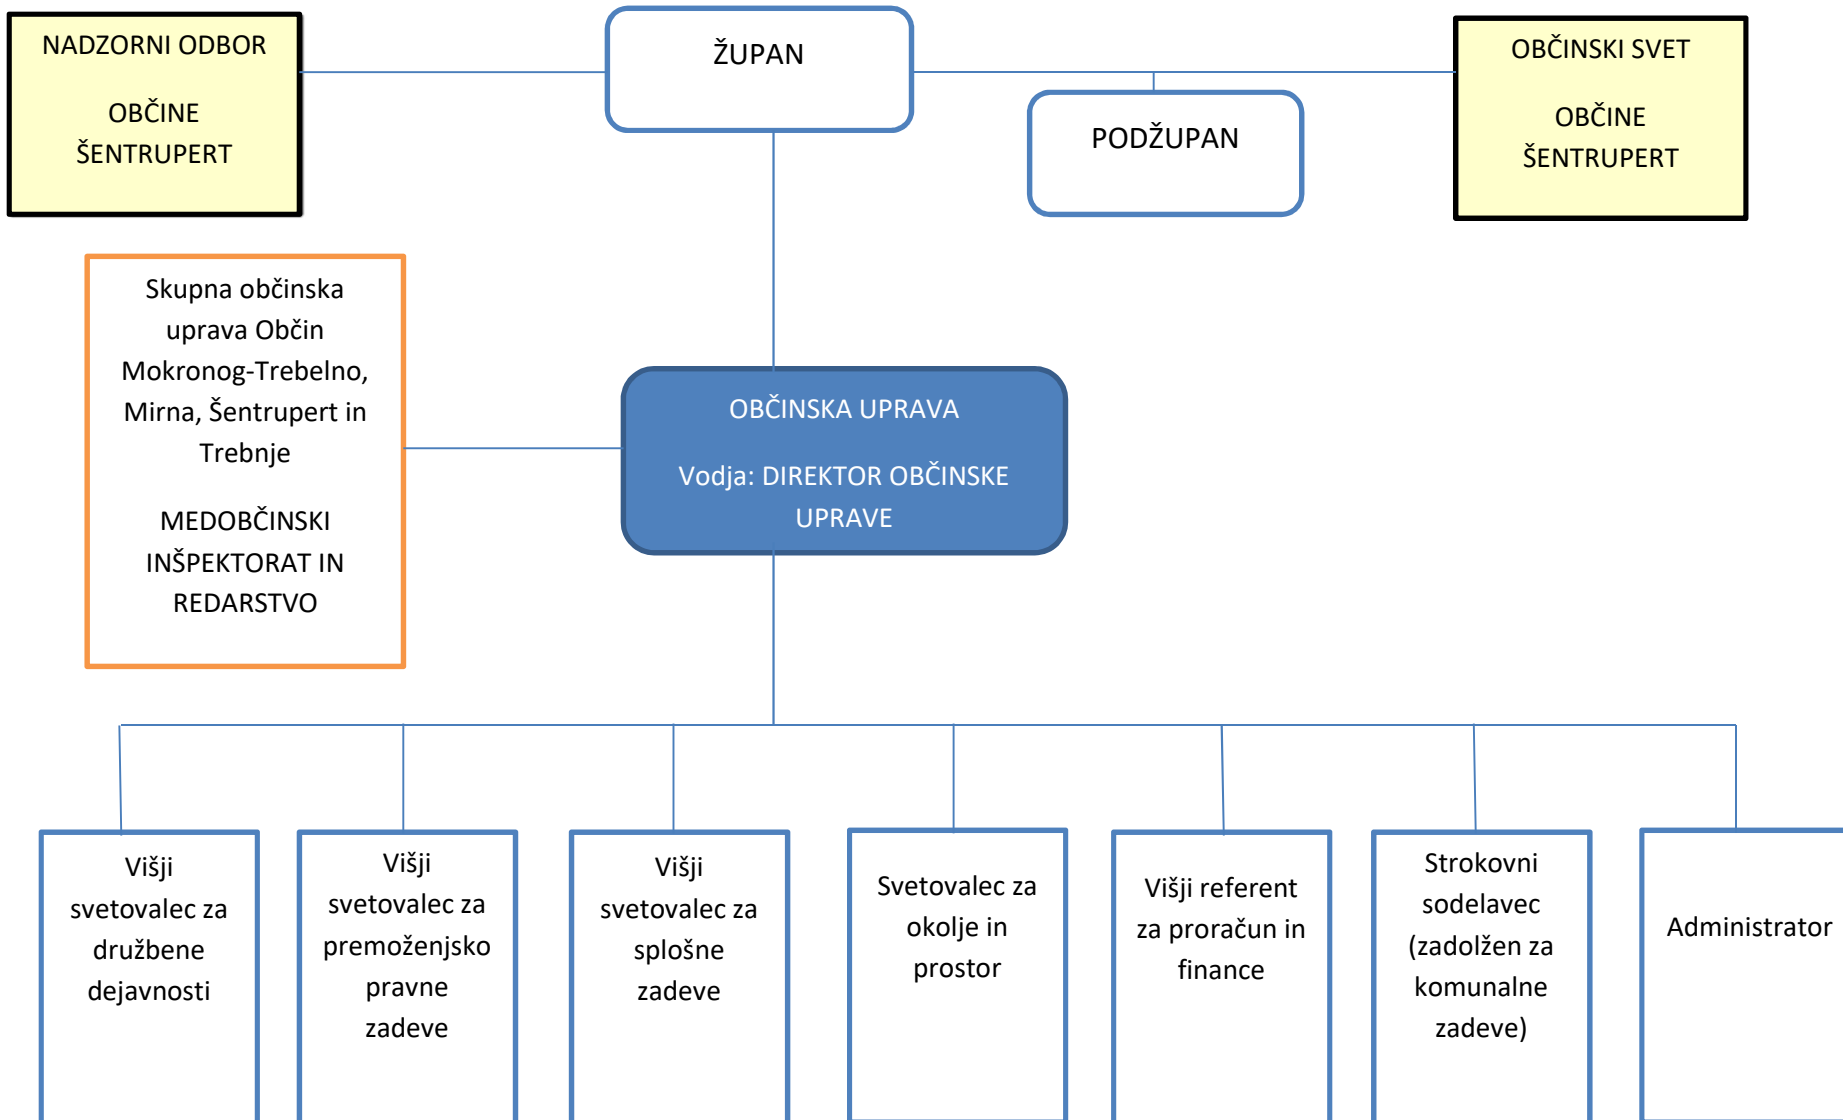 NADZORNI ODBOR
OBČINE
ŠENTRUPERT
ŽUPAN
PODŽUPAN
OBČINSKI SVET
OBČINE
ŠENTRUPERT
Skupna občinska
uprava Občin
Mokronog-Trebelno,
Mirna, Šentrupert in
Trebnje
MEDOBČINSKI
INŠPEKTORAT IN
REDARSTVO
OBČINSKA UPRAVA
Vodja: DIREKTOR OBČINSKE
UPRAVE
Višji
svetovalec za
družbene
dejavnosti
Višji
svetovalec za
premoženjsko
pravne
zadeve
Višji
svetovalec za
splošne
zadeve
Svetovalec za
okolje in
prostor
Višji referent
za proračun in
finance
Strokovni
sodelavec
(zadolžen za
komunalne
zadeve)
Administrator